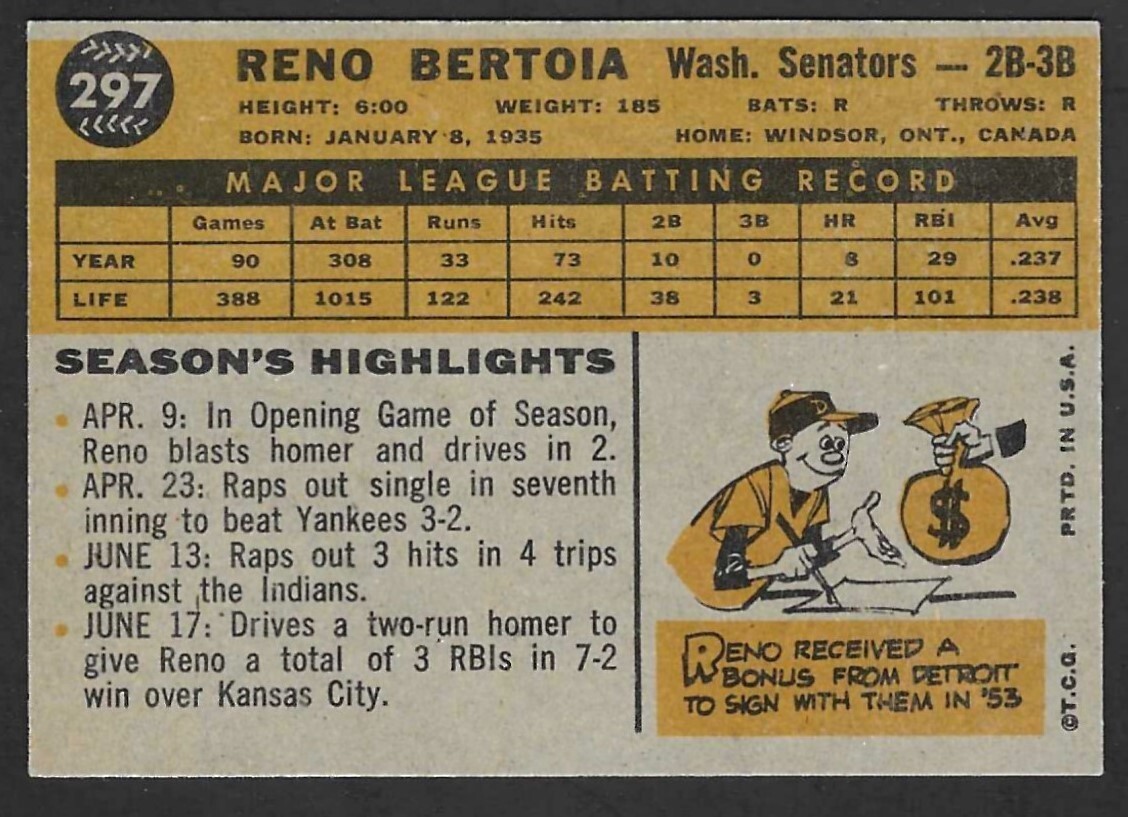 297
RENO BERTOIA Wash. Senators — 2B-3B
HEIGHT: 6:00 WEIGHT: 185 BATS: R THROWS: R
BORN: JANUARY 8, 1935 HOME: WINDSOR, ONT., CANADA
MAJOR LEAGUE BATTING RECORD
Games At Bat Runs Hits 2B 3B HR RBI Avg
YEAR 90 308 33 73 10 0 8 29 .237
LIFE 388 1015 122 242 38 3 21 101 .238
SEASON'S HIGHLIGHTS
• APR. 9: In Opening Game of Season,
Reno blasts homer and drives in 2.
• APR. 23: Raps out single in seventh
inning to beat Yankees 3-2.
• JUNE 13: Raps out 3 hits in 4 trips
against the Indians.
• JUNE 17: Drives a two-run homer to
give Reno a total of 3 RBIs in 7-2
win over Kansas City.
D
$
RENO RECEIVED A
BONUS FROM DETROIT
TO SIGN WITH THEM IN '53
©T.C.G. PRTD. IN U.S.A.